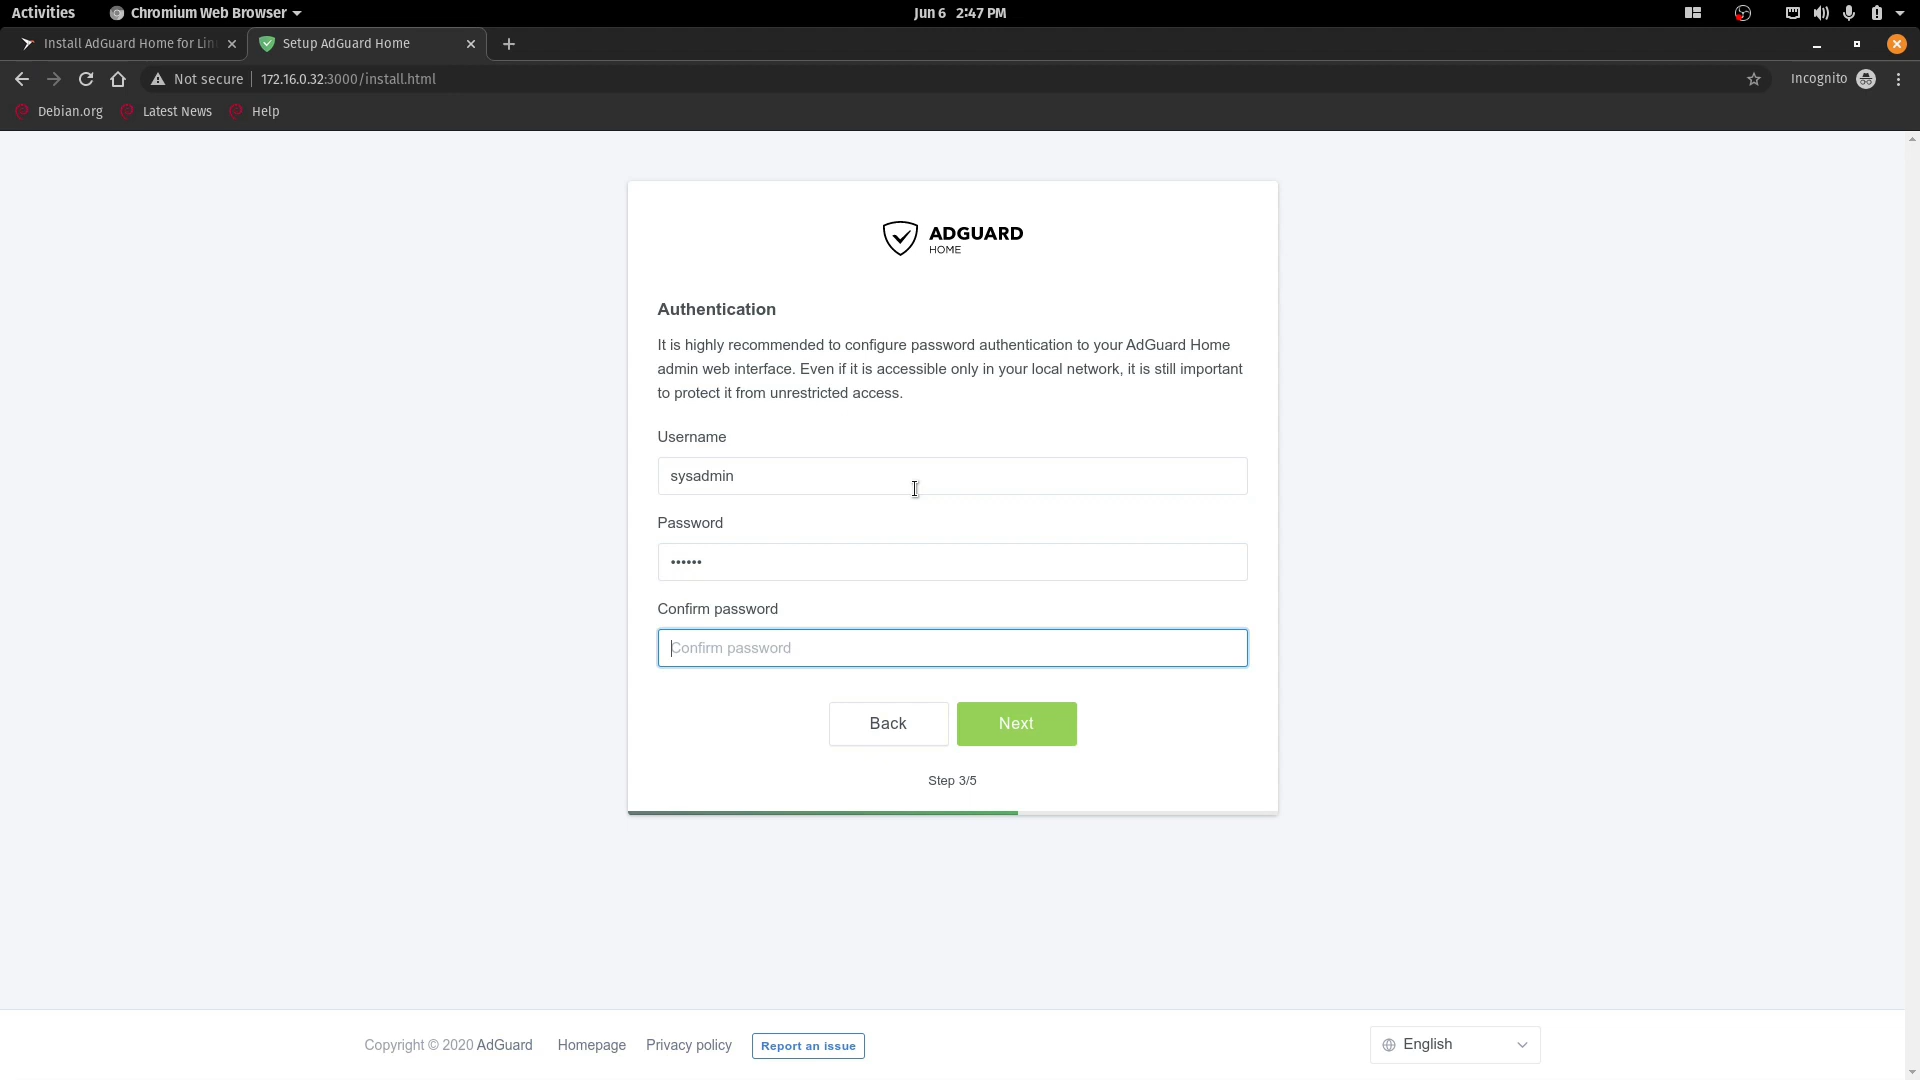 Activities
Chromium Web Browser
Jun 6 2:47 PM
Install AdGuard Home for Lin
Setup AdGuard Home
Not secure
172.16.0.32:3000/install.html
Incognito
Debian.org
Latest News
Help
ADGUARD
HOME
Authentication
It is highly recommended to configure password authentication to your AdGuard Home
admin web interface. Even if it is accessible only in your local network, it is still important
to protect it from unrestricted access.
Username
sysadmin
Password
••••••
Confirm password
Confirm password
Back
Next
Step 3/5
Copyright © 2020 AdGuard
Homepage
Privacy policy
Report an issue
English